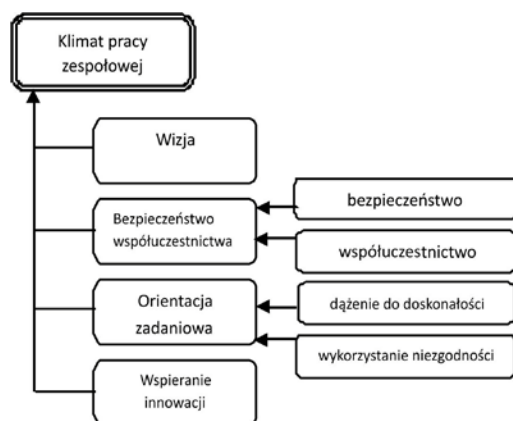 Klimat pracy
zespołowej
Wizja
Bezpieczeństwo
współuczestnictwa
bezpieczeństwo
współuczestnictwo
Orientacja
zadaniowa
dążenie do doskonałości
wykorzystanie niezgodności
Wspieranie
innowacji